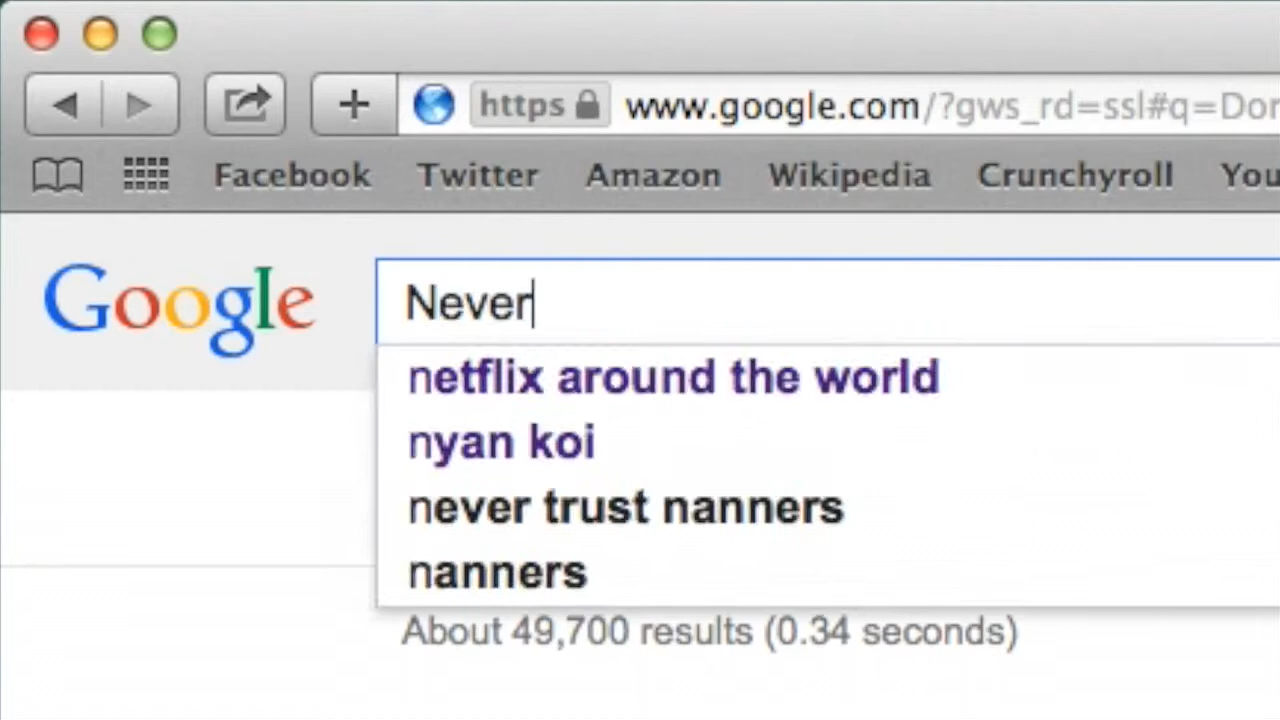 https www.google.com/?gws_rd=ssl#q=Dor
Facebook Twitter Amazon Wikipedia Crunchyroll You
Google
Never
netflix around the world
nyan koi
never trust nanners
nanners
About 49,700 results (0.34 seconds)